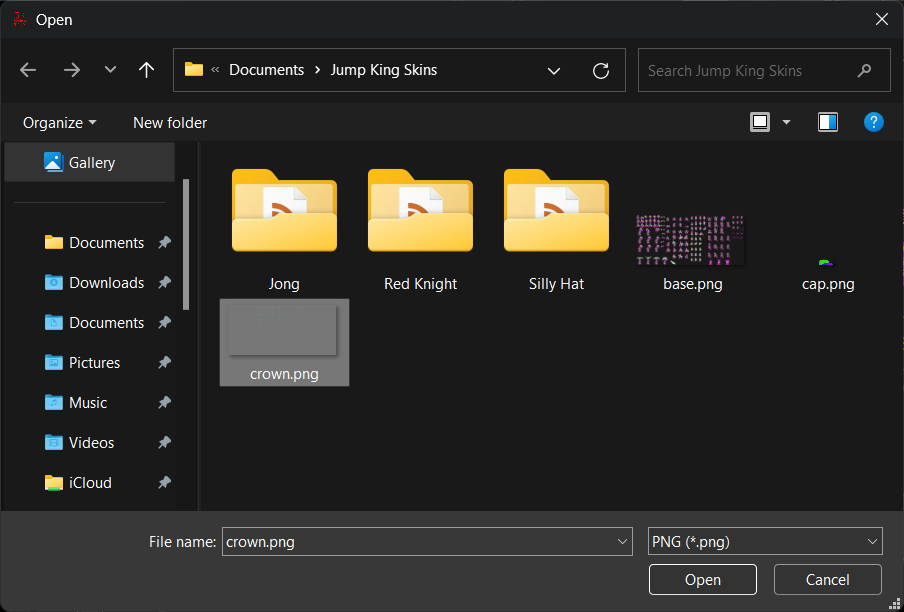 Open
« Documents › Jump King Skins
Search Jump King Skins
Organize
New folder
?
Gallery
Documents
Downloads
Documents
Pictures
Music
Videos
iCloud
Jong
Red Knight
Silly Hat
base.png
cap.png
crown.png
File name: crown.png
PNG (*.png)
Open
Cancel